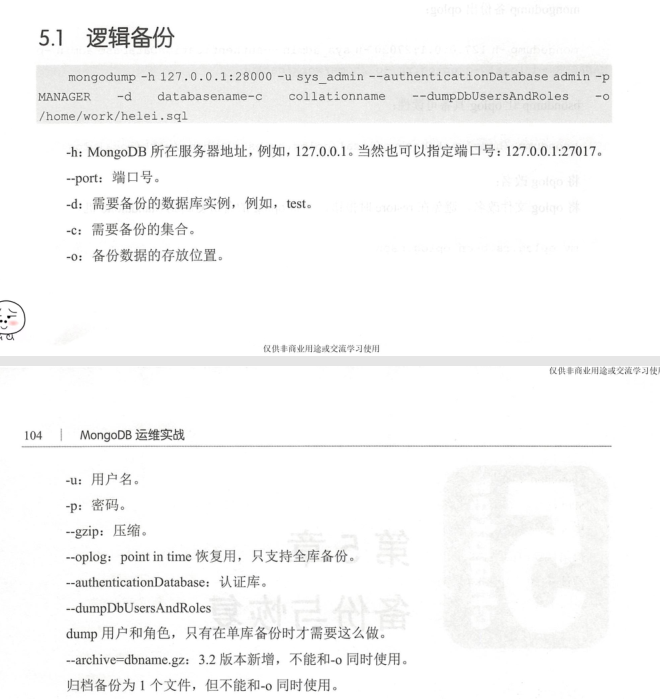 5.1 逻辑备份
mongodump -h 127.0.0.1:28000 -u sys_admin --authenticationDatabase admin -p
MANAGER -d databasename-c collationname --dumpDbUsersAndRoles -o
/home/work/helei.sql
-h: MongoDB 所在服务器地址,例如,127.0.0.1。当然也可以指定端口号:127.0.0.1:27017。
--port:端口号。
-d:需要备份的数据库实例,例如,test。
-c:需要备份的集合。
-o:备份数据的存放位置。
仅供非商业用途或交流学习使用
仅供非商业用途或交流学习使用
104 | MongoDB 运维实战
-u:用户名。
-p:密码。
--gzip:压缩。
--oplog:point in time 恢复用,只支持全库备份。
--authenticationDatabase:认证库。
--dumpDbUsersAndRoles
dump 用户和角色,只有在单库备份时才需要这么做。
--archive=dbname.gz:3.2 版本新增,不能和-o 同时使用。
归档备份为 1 个文件,但不能和-o 同时使用。